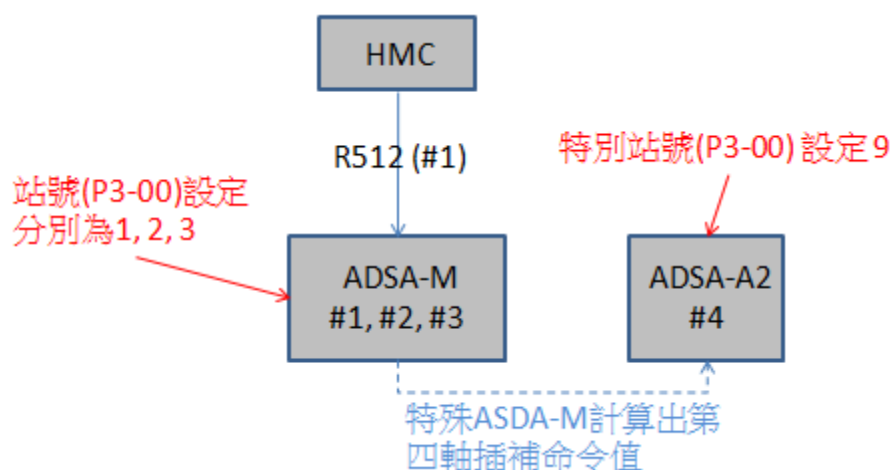 HMC
R512 (#1)
特別站號(P3-00) 設定9
站號(P3-00)設定
分別為1, 2, 3
ADSA-M
#1, #2, #3
ADSA-A2
#4
特殊ASDA-M計算出第
四軸插補命令值